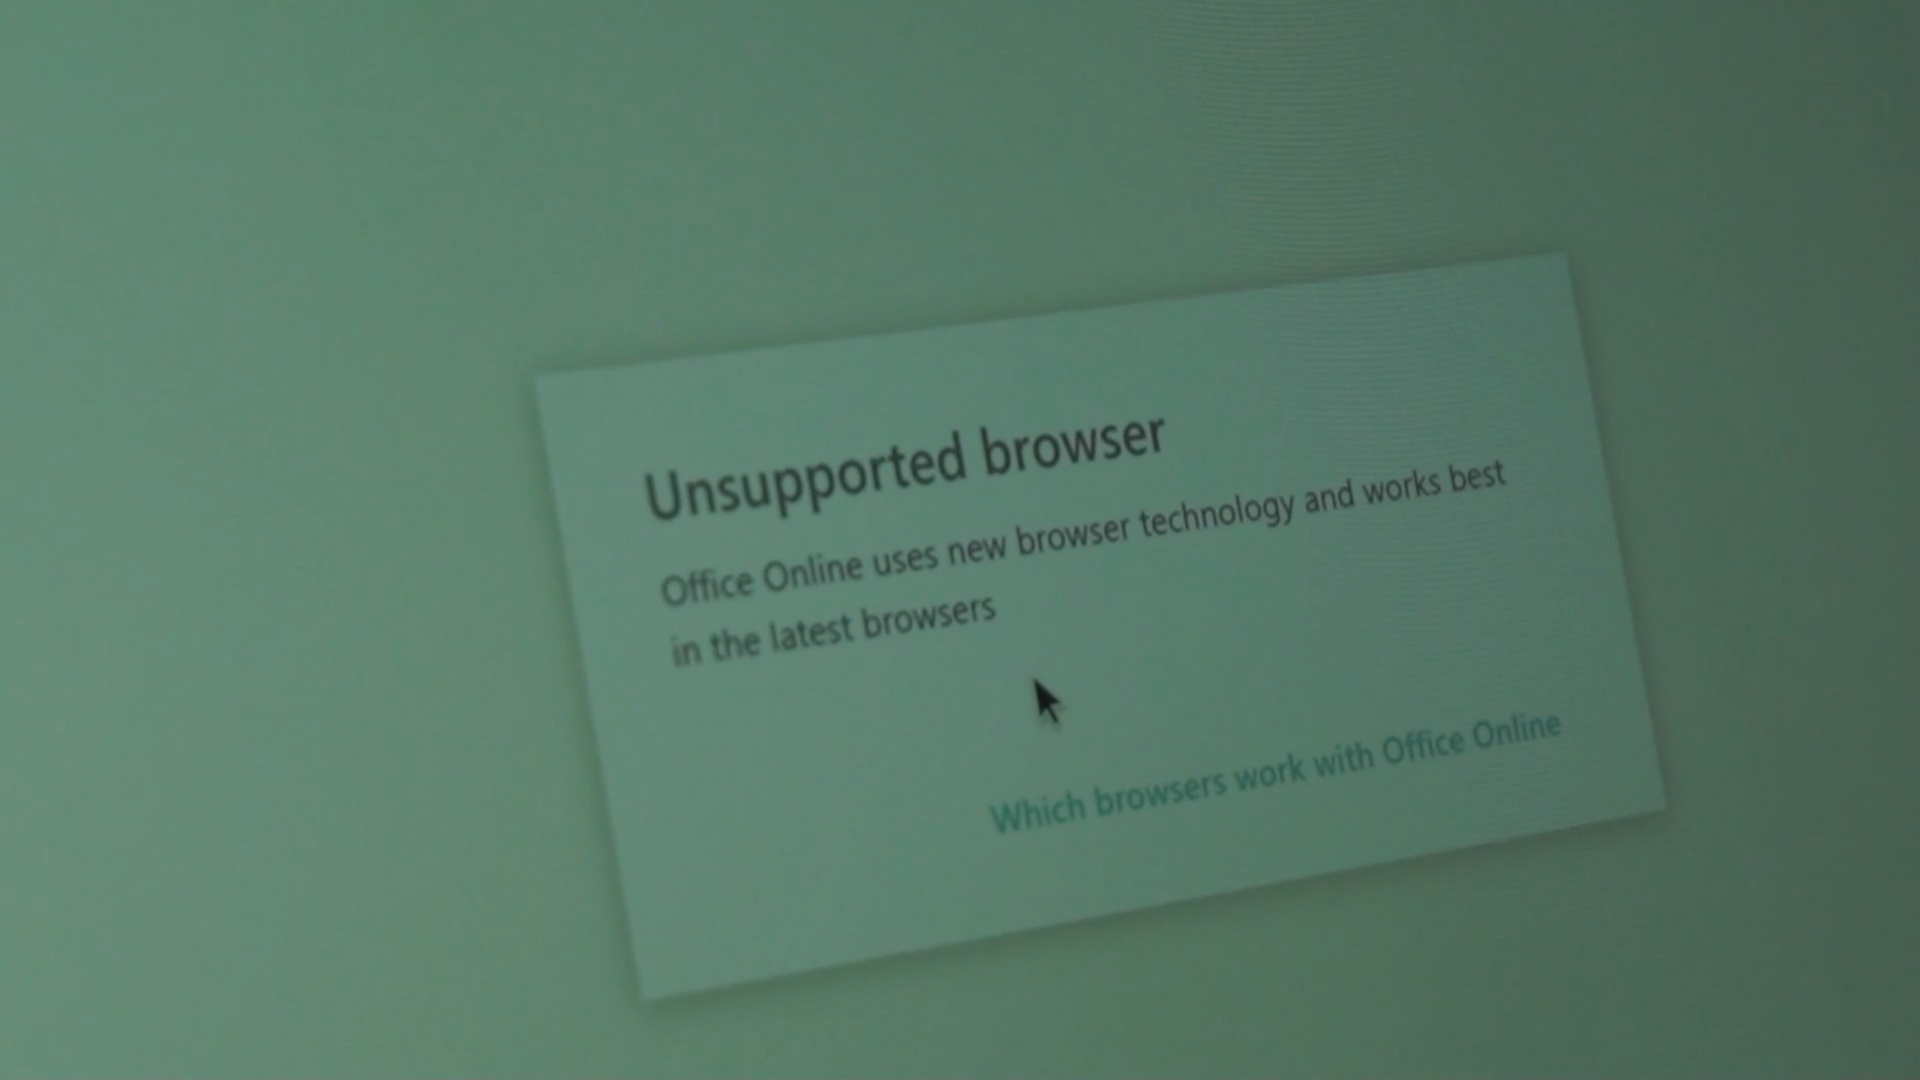 Unsupported browser
Office Online uses new browser technology and works best
in the latest browsers
Which browsers work with Office Online